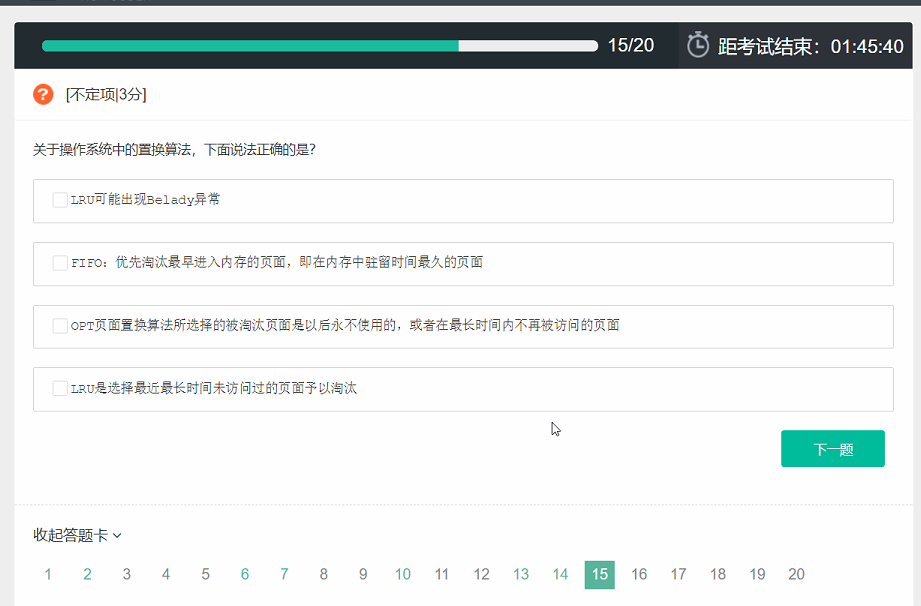 15/20
距考试结束：01:45:40
? [不定项|3分]
关于操作系统中的置换算法，下面说法正确的是?
LRU可能出现Belady异常
FIFO：优先淘汰最早进入内存的页面，即在内存中驻留时间最久的页面
OPT页面置换算法所选择的被淘汰页面是以后永不使用的，或者在最长时间内不再被访问的页面
LRU是选择最近最长时间未访问过的页面予以淘汰
下一题
收起答题卡
1 2 3 4 5 6 7 8 9 10 11 12 13 14 15 16 17 18 19 20